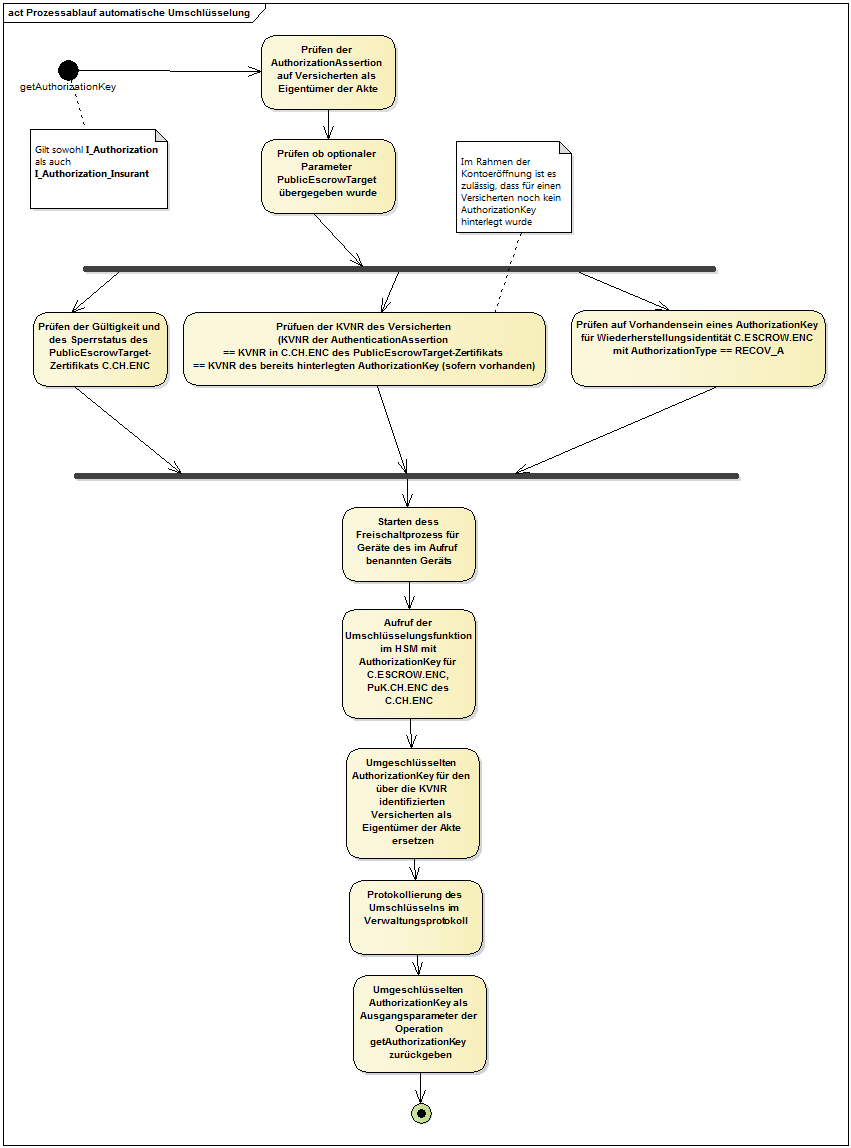 act Prozessablauf automatische Umschlüsselung
getAuthorizationKey
Gilt sowohl I_Authorization
als auch
I_Authorization_Insurant
Prüfen der
AuthorizationAssertion
auf Versicherten als
Eigentümer der Akte
Prüfen ob optionaler
Parameter
PublicEscrowTarget
übergegeben wurde
Im Rahmen der
Kontoeröffnung ist es
zulässig, dass für einen
Versicherten noch kein
AuthorizationKey
hinterlegt wurde
Prüfen der Gültigkeit und
des Sperrstatus des
PublicEscrowTarget-
Zertifikats C.CH.ENC
Prüfuen der KVNR des Versicherten
(KVNR der AuthenticationAssertion
== KVNR in C.CH.ENC des PublicEscrowTarget-Zertifikats
== KVNR des bereits hinterlegten AuthorizationKey (sofern vorhanden)
Prüfen auf Vorhandensein eines AuthorizationKey
für Wiederherstellungsidentität C.ESCROW.ENC
mit AuthorizationType == RECOV_A
Starten dess
Freischaltprozess für
Geräte des im Aufruf
benannten Geräts
Aufruf der
Umschlüsselungsfunktion
im HSM mit
AuthorizationKey für
C.ESCROW.ENC,
PuK.CH.ENC des
C.CH.ENC
Umgeschlüsselten
AuthorizationKey für den
über die KVNR
identifizierten
Versicherten als
Eigentümer der Akte
ersetzen
Protokollierung des
Umschlüsselns im
Verwaltungsprotokoll
Umgeschlüsselten
AuthorizationKey als
Ausgangsparameter der
Operation
getAuthorizationKey
zurückgeben